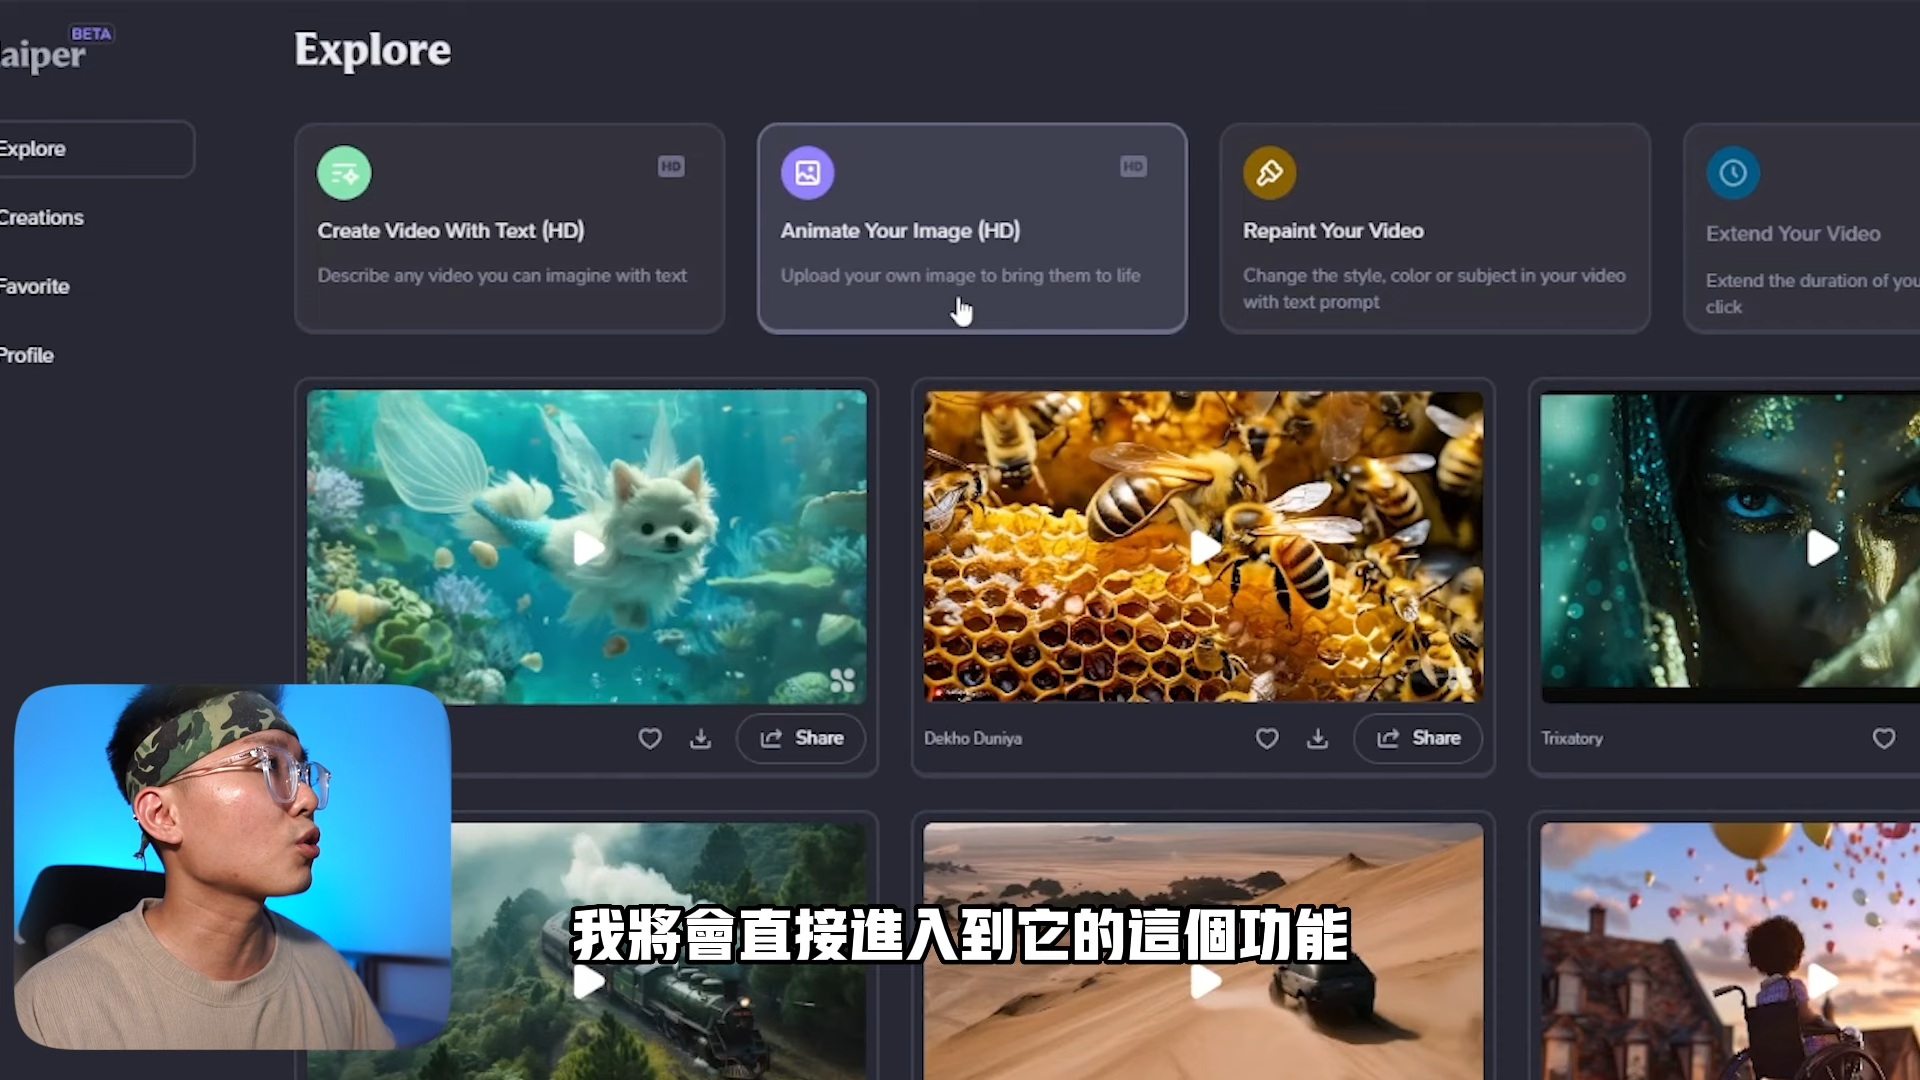 aiper BETA
Explore
Explore
Creations
Favorite
Profile
HD
Create Video With Text (HD)
Describe any video you can imagine with text
HD
Animate Your Image (HD)
Upload your own image to bring them to life
Repaint Your Video
Change the style, color or subject in your video
with text prompt
Extend Your Video
Extend the duration of you
click
Share
Dekho Duniya
Share
Trixatory
我將會直接進入到它的這個功能